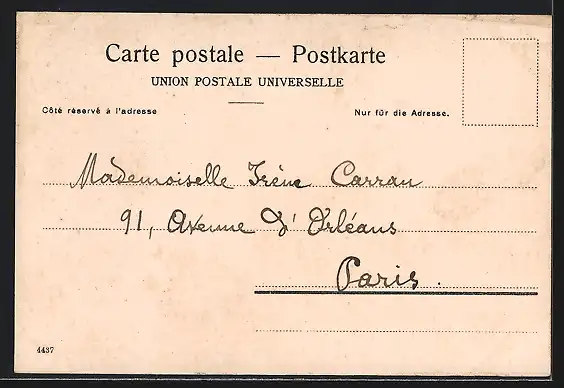 Carte postale — Postkarte
UNION POSTALE UNIVERSELLE
Côté réservé à l'adresse
Nur für die Adresse.
Mademoiselle Irène Carrau
91, Avenue d'Orléans
Paris.
4437